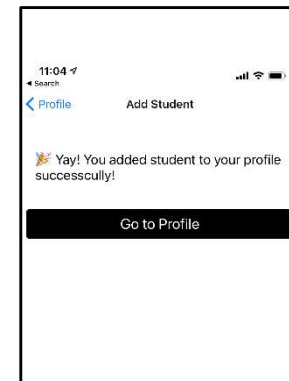 11:04
◀ Search
Profile Add Student
🎉 Yay! You added student to your profile
successcully!
Go to Profile